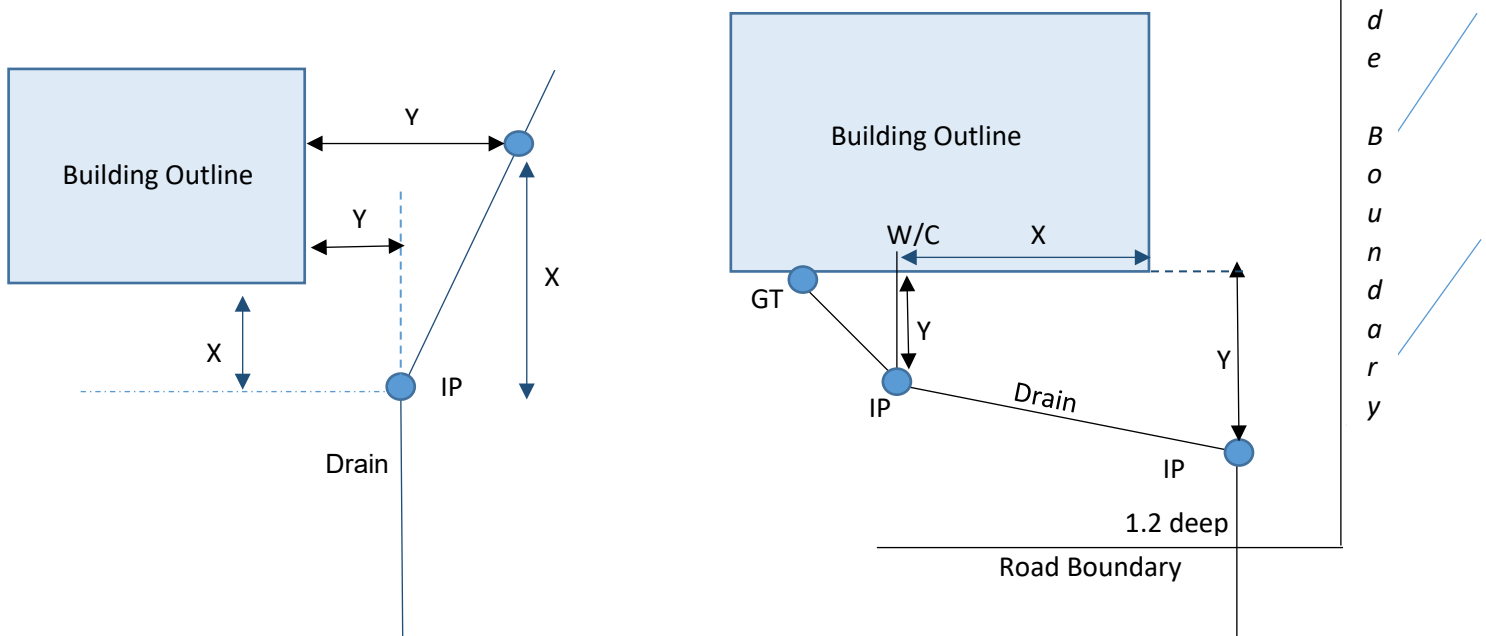 Y
Building Outline
Y
X
X
IP
Drain
Building Outline
W/C
X
GT
Y
Y
IP
Drain
IP
1.2 deep
Road Boundary
d
e
B
o
u
n
d
a
r
y